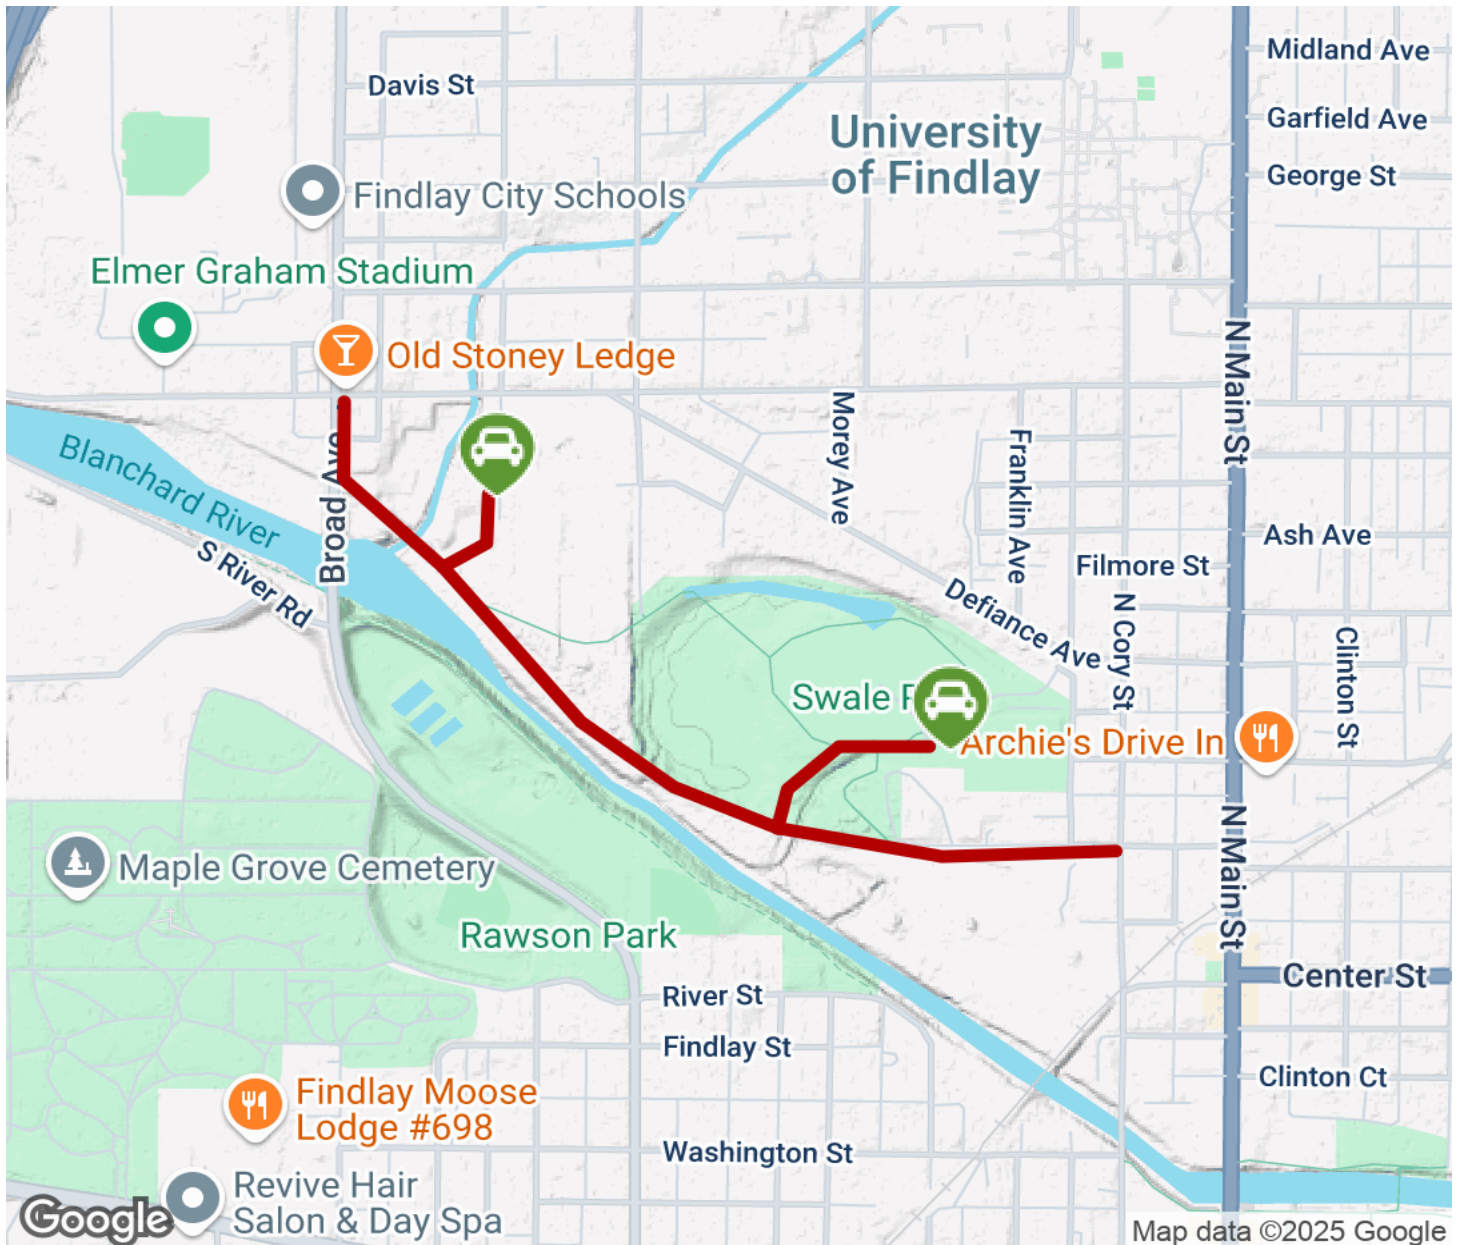 Midland Ave
Davis St
Garfield Ave
University
of Findlay
George St
Findlay City Schools
Elmer Graham Stadium
Old Stoney Ledge
N Main St
Morey Ave
Franklin Ave
Blanchard River
Broad Ave
S River Rd
Ash Ave
Filmore St
Defiance Ave
N Cory St
Clinton St
Swale
Archie's Drive In
N Main St
Maple Grove Cemetery
Rawson Park
Center St
River St
Findlay St
Clinton Ct
Findlay Moose
Lodge #698
Washington St
Revive Hair
Salon & Day Spa
Google
Map data ©2025 Google